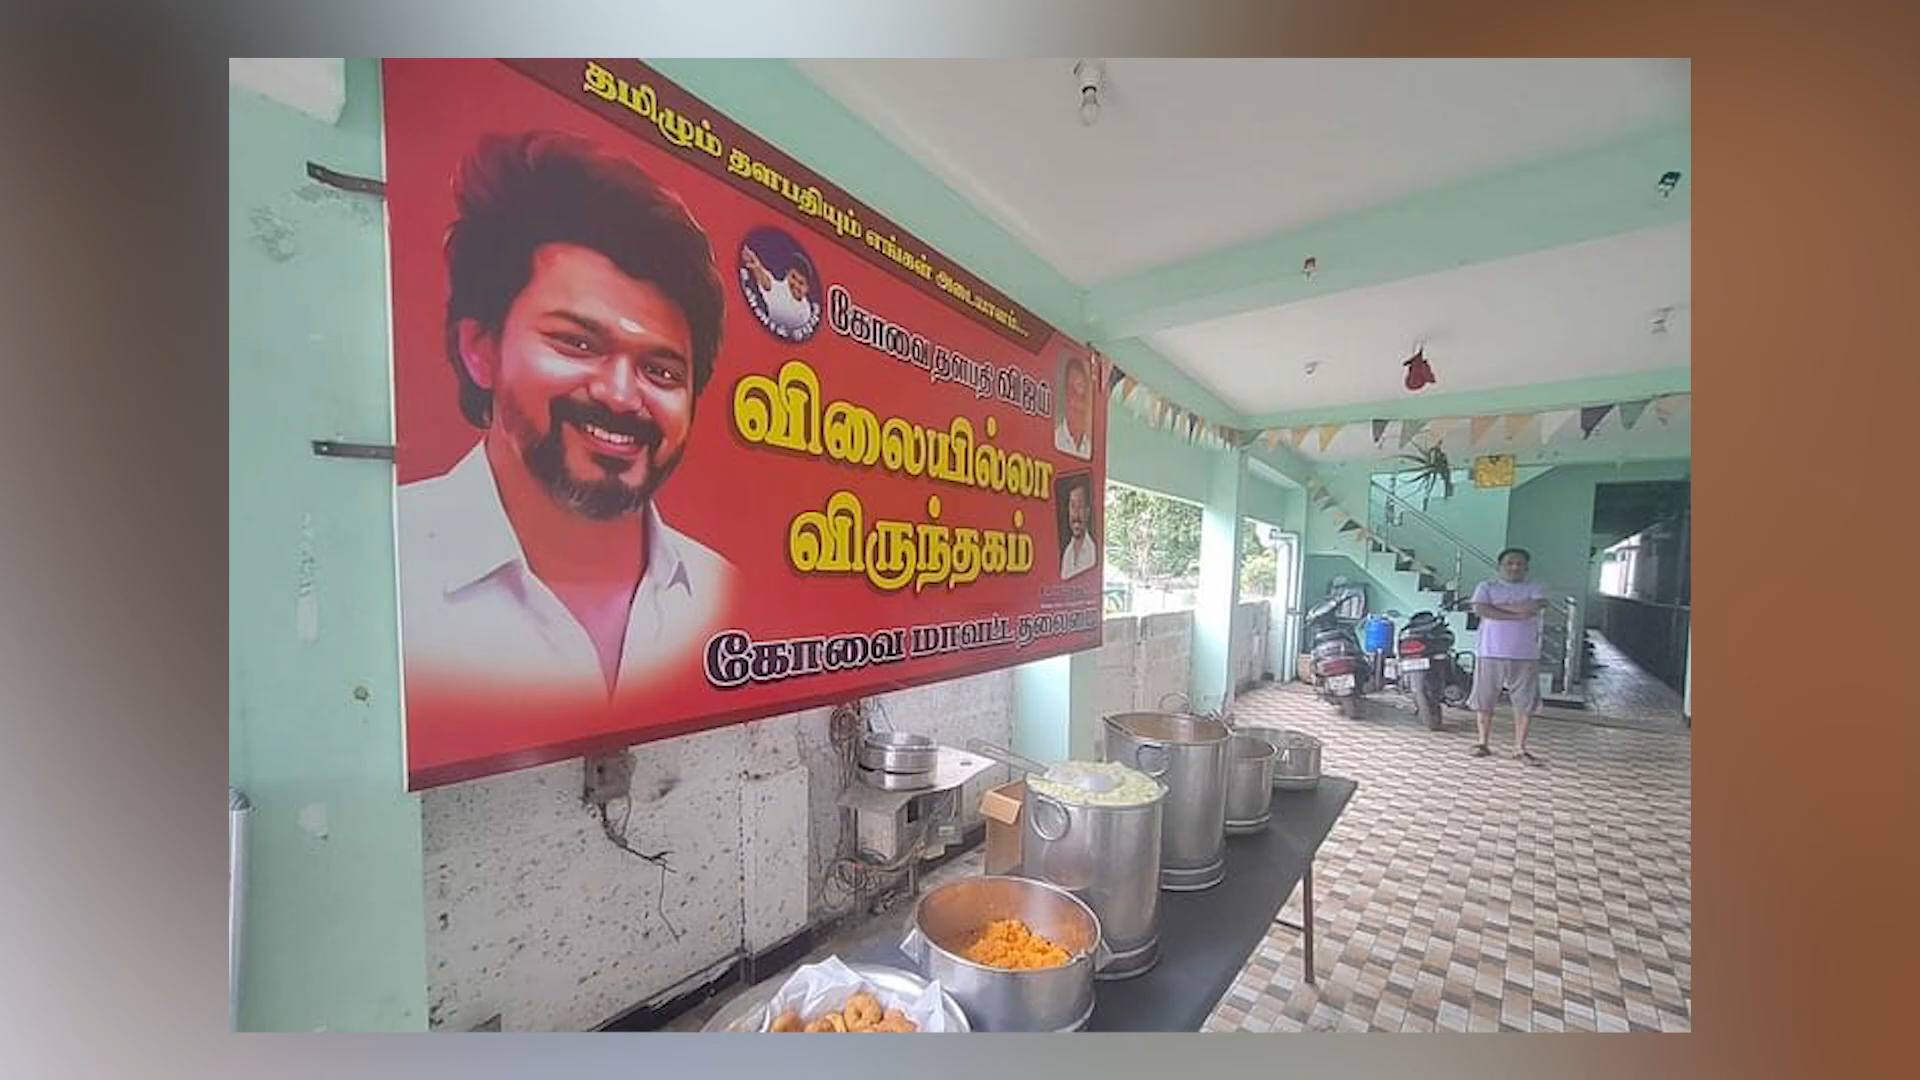 தமிழும் தளபதியும் எங்கள் அடையாளம்...
கோவை தளபதி விஜய்
விலையில்லா
விருந்தகம்
கோவை மாவட்ட தலைமை